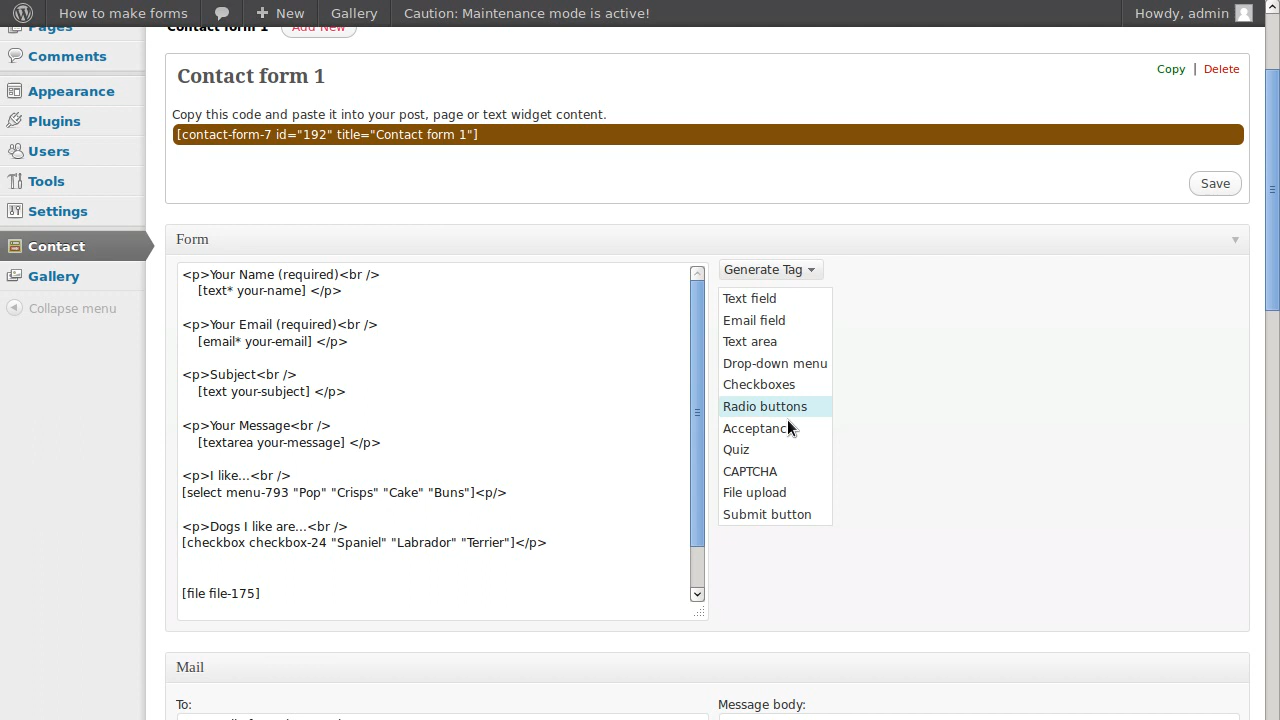 How to make forms
New
Gallery
Caution: Maintenance mode is active!
Howdy, admin
Pages
Comments
Appearance
Plugins
Users
Tools
Settings
Contact
Gallery
Collapse menu
Contact form 1
Add New
Contact form 1
Copy | Delete
Copy this code and paste it into your post, page or text widget content.
[contact-form-7 id="192" title="Contact form 1"]
Save
Form
<p>Your Name (required)<br />
[text* your-name] </p>
<p>Your Email (required)<br />
[email* your-email] </p>
<p>Subject<br />
[text your-subject] </p>
<p>Your Message<br />
[textarea your-message] </p>
<p>I like...<br />
[select menu-793 "Pop" "Crisps" "Cake" "Buns"]<p/>
<p>Dogs I like are...<br />
[checkbox checkbox-24 "Spaniel" "Labrador" "Terrier"]</p>
[file file-175]
Generate Tag
Text field
Email field
Text area
Drop-down menu
Checkboxes
Radio buttons
Acceptance
Quiz
CAPTCHA
File upload
Submit button
Mail
To:
Message body: